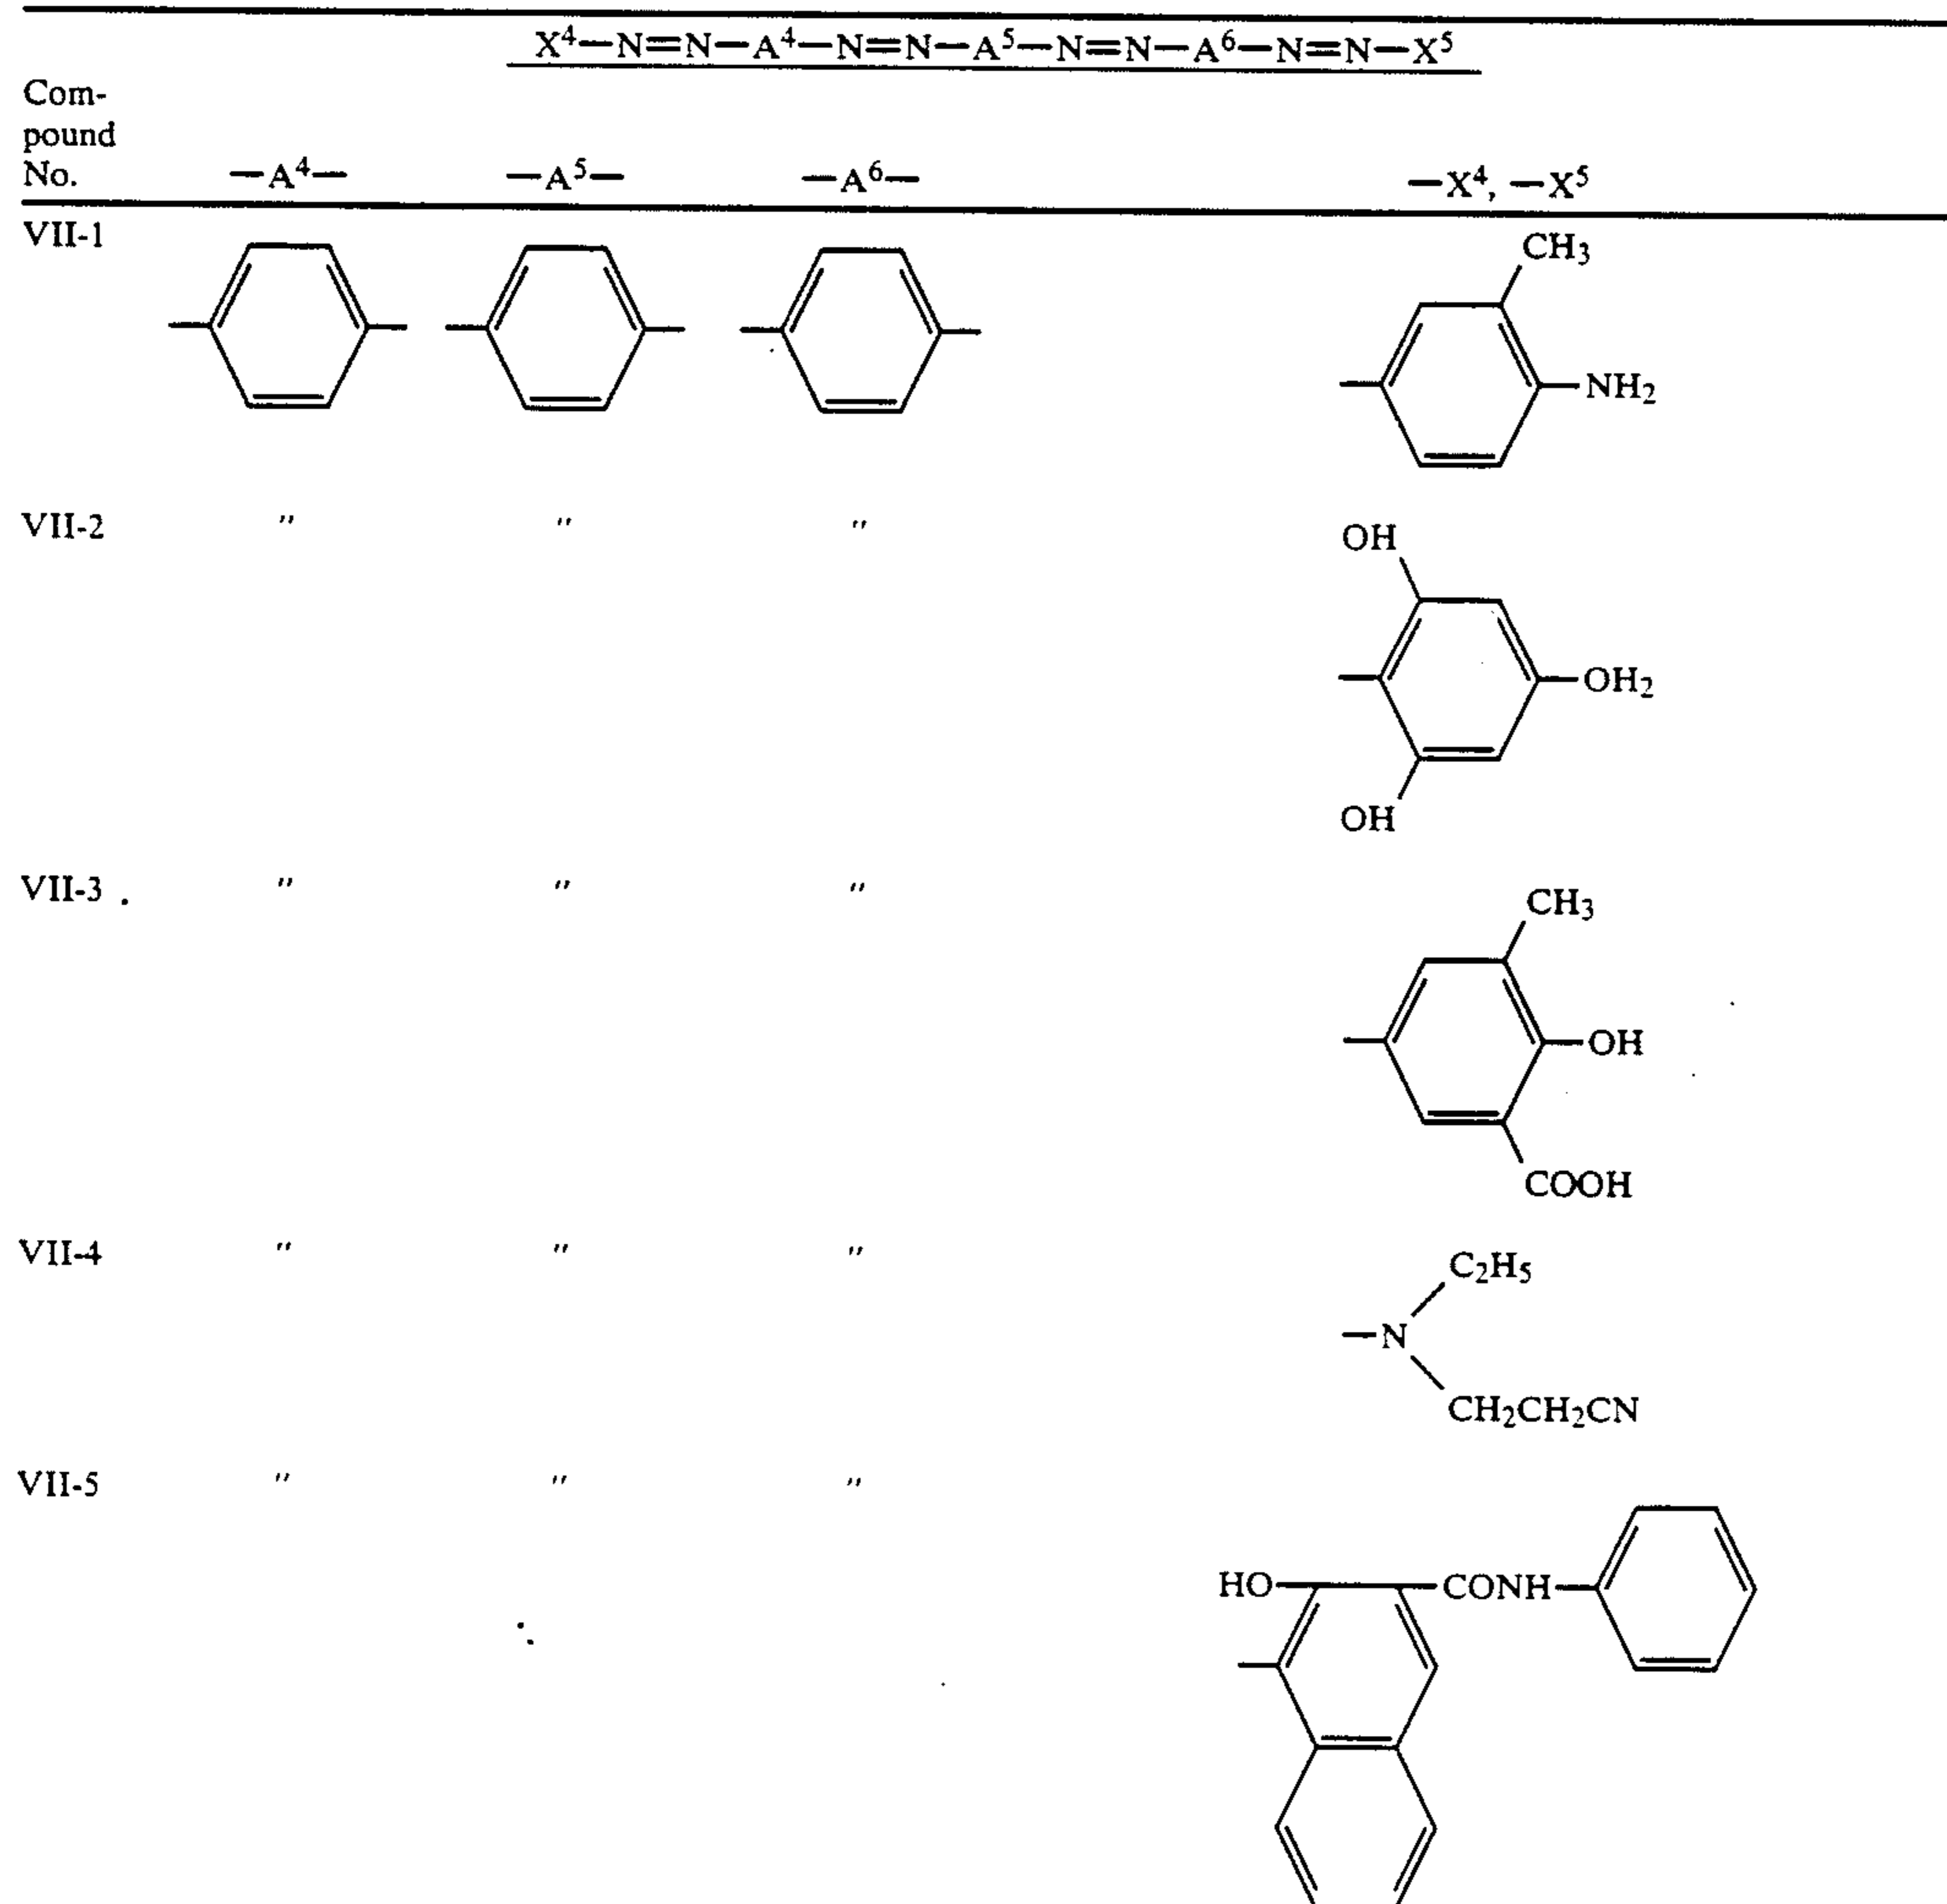 X⁴—N=N—A⁴—N=N—A⁵—N=N—A⁶—N=N—X⁵
Com-
pound
No. —A⁴— —A⁵— —A⁶— —X⁴, —X⁵
VII-1
CH₃
NH₂
VII-2 " " "
OH
OH₂
OH
VII-3 . " " "
CH₃
OH
COOH
VII-4 " " "
C₂H₅
—N
CH₂CH₂CN
VII-5 " " "
HO CONH